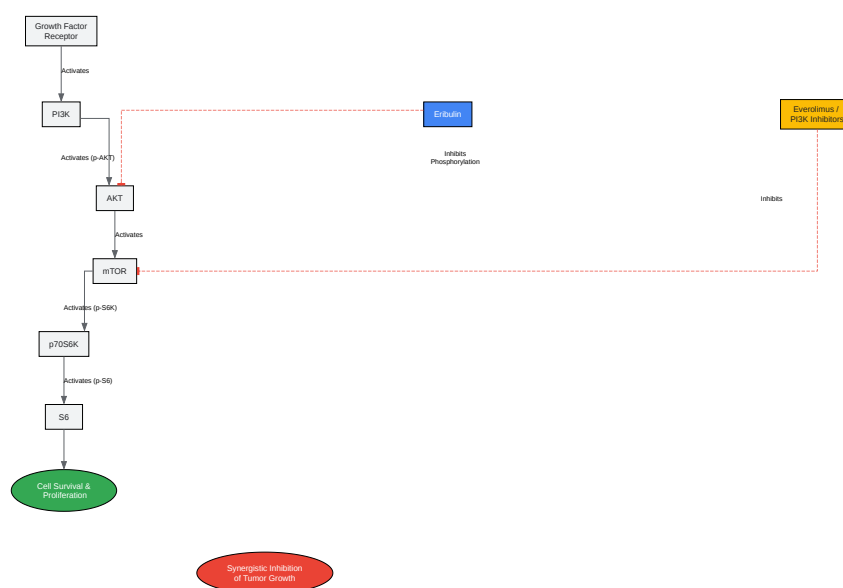 Growth Factor
Receptor
Activates
PI3K
Eribulin
Everolimus /
PI3K Inhibitors
Activates (p-AKT)
Inhibits
Phosphorylation
AKT
Inhibits
Activates
mTOR
Activates (p-S6K)
p70S6K
Activates (p-S6)
S6
Cell Survival &
Proliferation
Synergistic Inhibition
of Tumor Growth